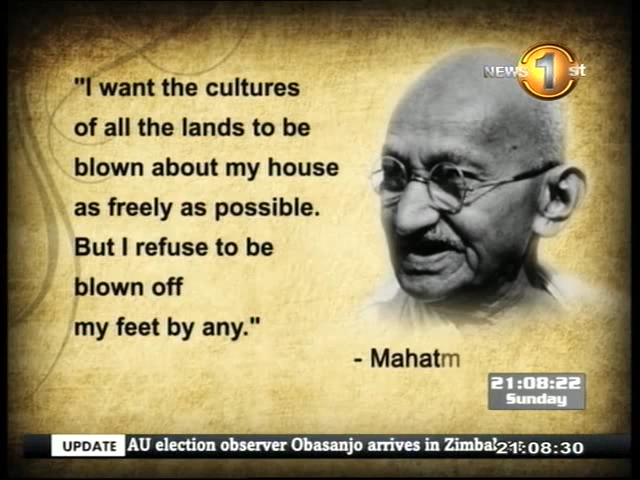 NEWS 1st
"I want the cultures
of all the lands to be
blown about my house
as freely as possible.
But I refuse to be
blown off
my feet by any."
- Mahatm
21:08:22
Sunday
UPDATE AU election observer Obasanjo arrives in
21:08:30